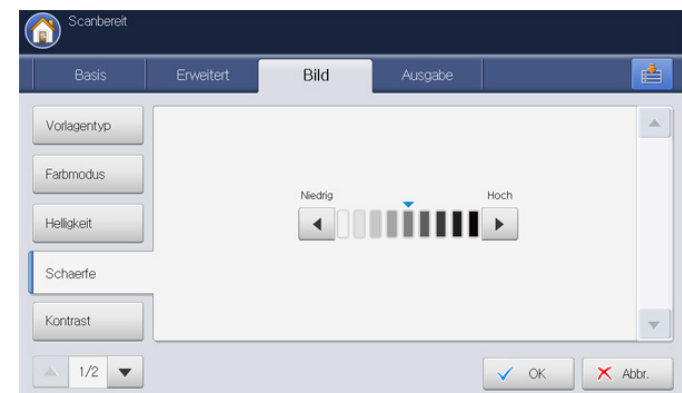 Scanbereit
Basis
Erweitert
Bild
Ausgabe
Vorlagentyp
Farbmodus
Helligkeit
Schaerfe
Kontrast
Niedrig
Hoch
1/2
OK
Abbr.